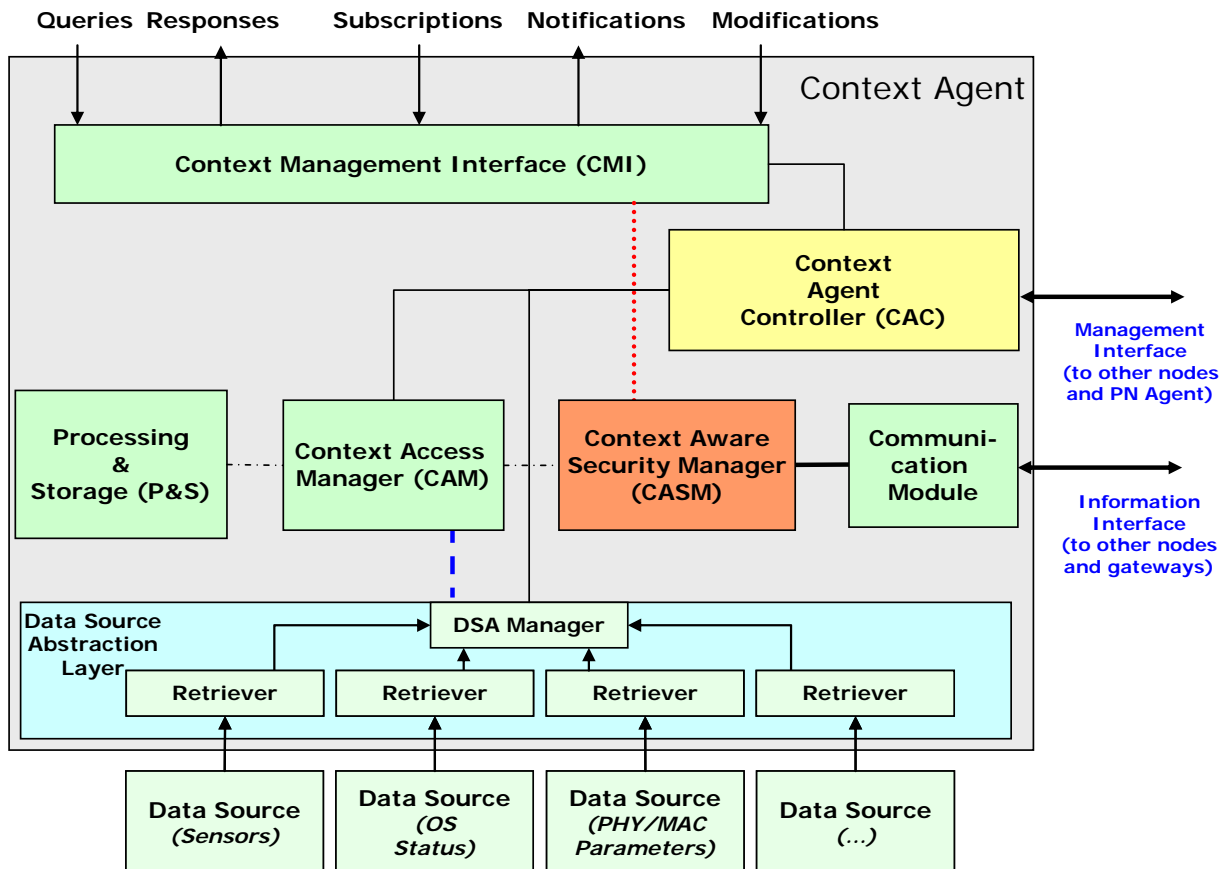 Queries Responses Subscriptions Notifications Modifications
Context Agent
Context Management Interface (CMI)
Context
Agent
Controller (CAC)
Management
Interface
(to other nodes
and PN Agent)
Processing
&
Storage (P&S)
Context Access
Manager (CAM)
Context Aware
Security Manager
(CASM)
Communi-
cation
Module
Information
Interface
(to other nodes
and gateways)
Data Source
Abstraction
Layer
DSA Manager
Retriever
Retriever
Retriever
Retriever
Data Source
(Sensors)
Data Source
(OS
Status)
Data Source
(PHY/MAC
Parameters)
Data Source
(...)